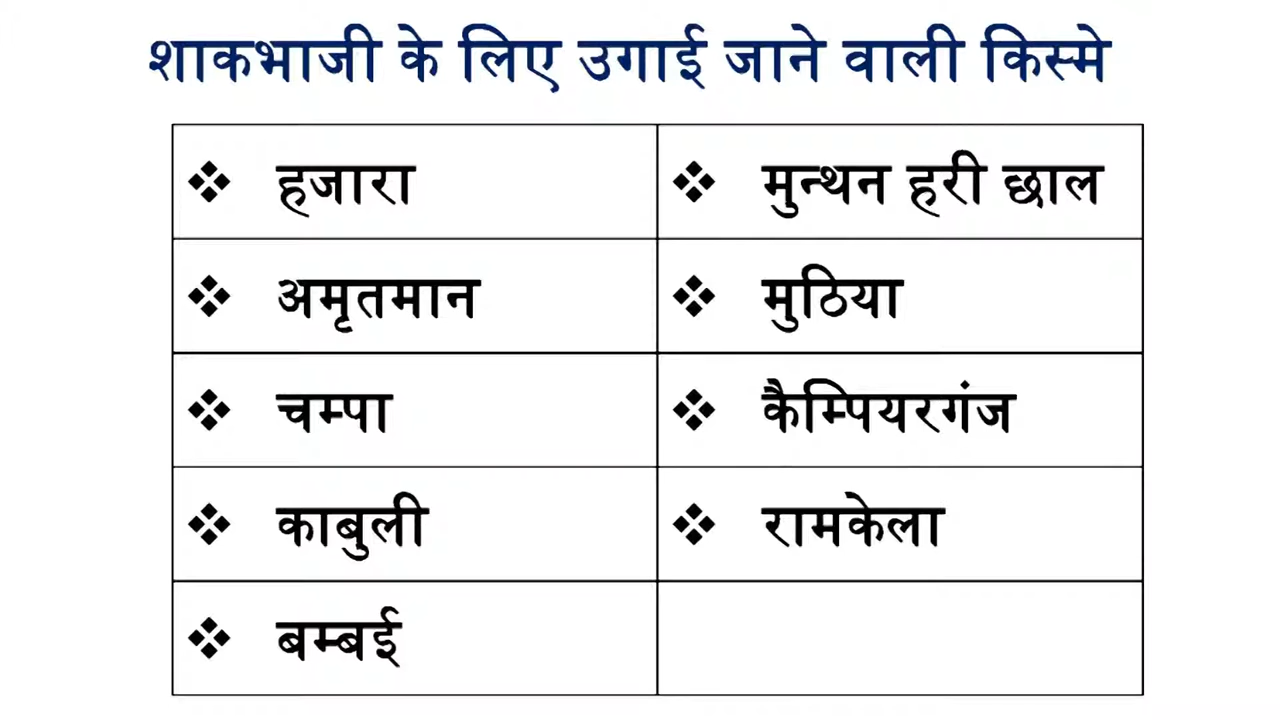 शाकभाजी के लिए उगाई जाने वाली किस्मे
❖ हजारा ❖ मुन्थन हरी छाल
❖ अमृतमान ❖ मुठिया
❖ चम्पा ❖ कैम्पियरगंज
❖ काबुली ❖ रामकेला
❖ बम्बई